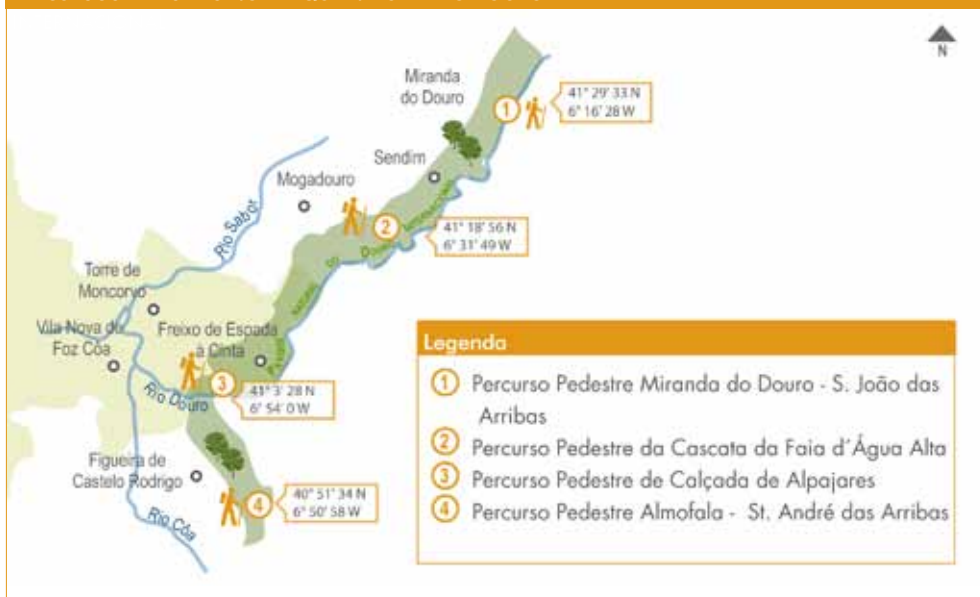 N
Miranda
do Douro
1
41° 29' 33 N
6° 16' 28 W
Sendim
Mogadouro
2
41° 18' 56 N
6° 31' 49 W
Rio Sabor
Torre de
Moncorvo
Vila Nova de
Foz Côa
Freixo de Espada
à Cinta
NATURAL DO DOURO INTERNACIONAL
3
41° 3' 28 N
6° 54' 0 W
Rio Douro
Figueira de
Castelo Rodrigo
4
40° 51' 34 N
6° 50' 58 W
Rio Côa
Legenda
1 Percurso Pedestre Miranda do Douro - S. João das
Arribas
2 Percurso Pedestre da Cascata da Faia d´Água Alta
3 Percurso Pedestre de Calçada de Alpajares
4 Percurso Pedestre Almofala - St. André das Arribas